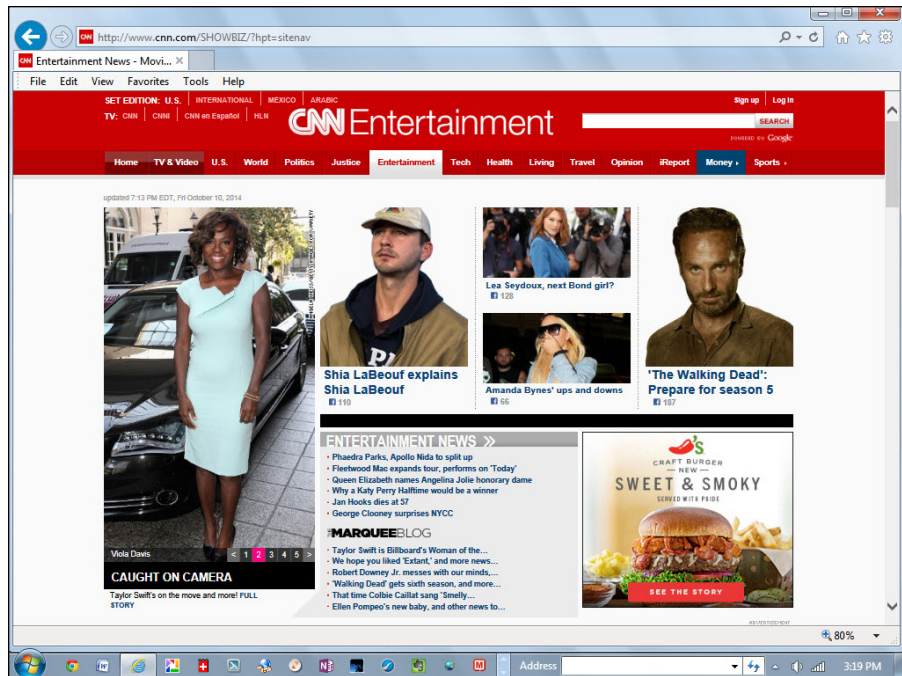 http://www.cnn.com/SHOWBIZ/?hpt=sitenav
CNN Entertainment News - Movi...
File Edit View Favorites Tools Help
SET EDITION: U.S. INTERNATIONAL MÉXICO ARABIC
Sign up Log in
TV: CNN CNNI CNN en Español HLN
CNN Entertainment
SEARCH
POWERED BY Google
Home TV & Video U.S. World Politics Justice Entertainment Tech Health Living Travel Opinion iReport Money Sports
updated 7:13 PM EDT, Fri October 10, 2014
Viola Davis
< 1 2 3 4 5 >
CAUGHT ON CAMERA
Taylor Swift's on the move and more! FULL
STORY
Shia LaBeouf explains
Shia LaBeouf
110
Lea Seydoux, next Bond girl?
128
Amanda Bynes' ups and downs
66
'The Walking Dead':
Prepare for season 5
187
ENTERTAINMENT NEWS >>
Phaedra Parks, Apollo Nida to split up
Fleetwood Mac expands tour, performs on 'Today'
Queen Elizabeth names Angelina Jolie honorary dame
Why a Katy Perry Halftime would be a winner
Jan Hooks dies at 57
George Clooney surprises NYCC
THE MARQUEE BLOG
Taylor Swift is Billboard's Woman of the...
We hope you liked 'Extant,' and more news...
Robert Downey Jr. messes with our minds,...
'Walking Dead' gets sixth season, and more...
That time Colbie Caillat sang 'Smelly...
Ellen Pompeo's new baby, and other news to...
CRAFT BURGER
NEW
SWEET & SMOKY
SERVED WITH PRIDE
SEE THE STORY
ADVERTISEMENT
80%
Address
3:19 PM